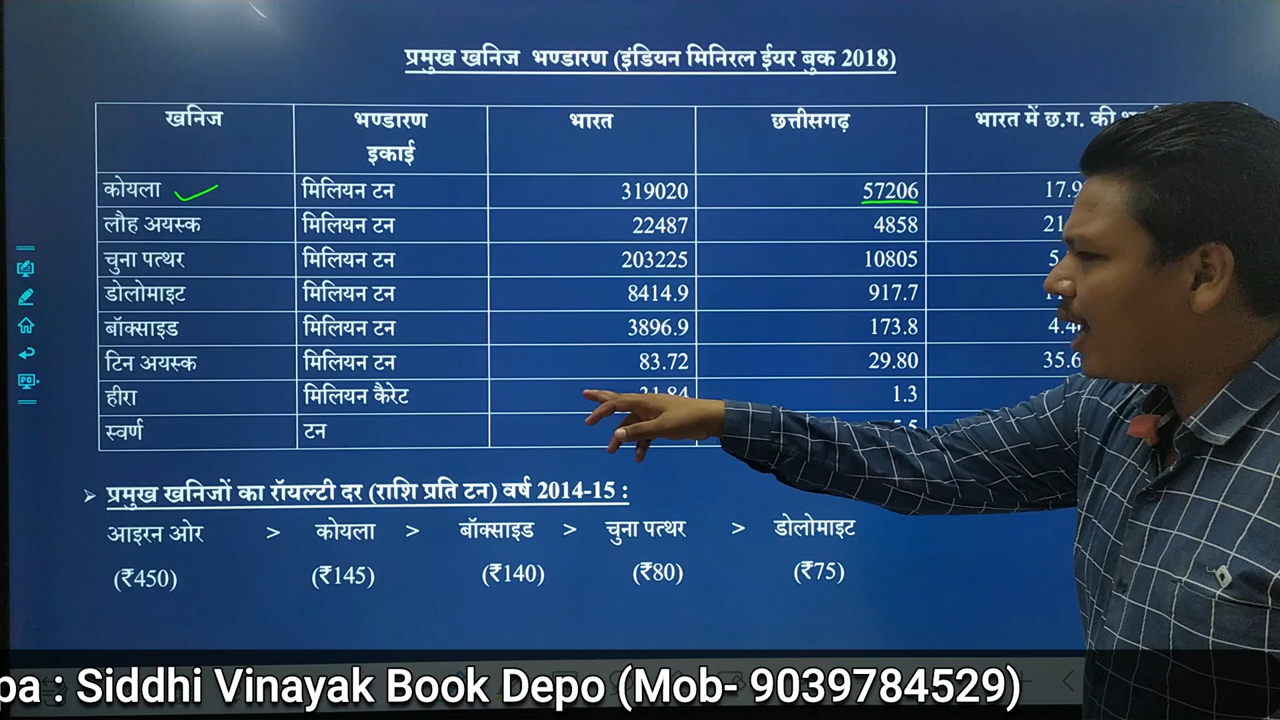 प्रमुख खनिज भण्डारण (इंडियन मिनिरल ईयर बुक 2018)
खनिज भण्डारण इकाई भारत छत्तीसगढ़ भारत में छ.ग. की
कोयला मिलियन टन 319020 57206 17.9
लौह अयस्क मिलियन टन 22487 4858 21
चुना पत्थर मिलियन टन 203225 10805 5
डोलोमाइट मिलियन टन 8414.9 917.7
बॉक्साइड मिलियन टन 3896.9 173.8 4.4
टिन अयस्क मिलियन टन 83.72 29.80 35.6
हीरा मिलियन कैरेट 1.3
स्वर्ण टन
➢ प्रमुख खनिजों का रॉयल्टी दर (राशि प्रति टन) वर्ष 2014-15 :
आइरन ओर > कोयला > बॉक्साइड > चुना पत्थर > डोलोमाइट
(₹450) (₹145) (₹140) (₹80) (₹75)
pa : Siddhi Vinayak Book Depo (Mob- 9039784529)